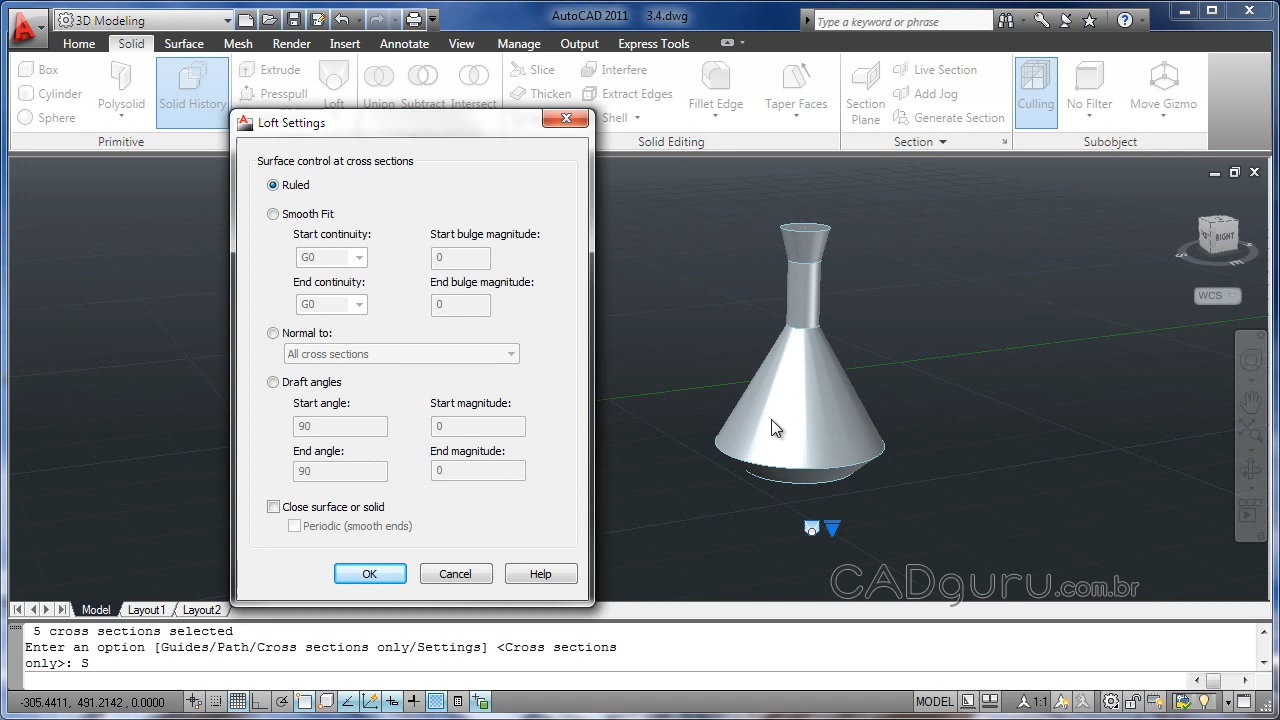 3D Modeling
AutoCAD 2011 3.4.dwg
Type a keyword or phrase
Home Solid Surface Mesh Render Insert Annotate View Manage Output Express Tools
Box
Cylinder
Sphere
Polysolid
Solid History
Extrude
Presspull
Loft
Union Subtract Intersect
Slice
Thicken
Interfere
Extract Edges
Shell
Fillet Edge
Taper Faces
Section
Plane
Live Section
Add Jog
Generate Section
Culling
No Filter
Move Gizmo
Primitive
Solid Editing
Section
Subobject
Loft Settings
Surface control at cross sections
Ruled
Smooth Fit
Start continuity: Start bulge magnitude:
G0 0
End continuity: End bulge magnitude:
G0 0
Normal to:
All cross sections
Draft angles
Start angle: Start magnitude:
90 0
End angle: End magnitude:
90 0
Close surface or solid
Periodic (smooth ends)
OK Cancel Help
RIGHT
S
E
WCS
CADguru.com.br
Model Layout1 Layout2
5 cross sections selected
Enter an option [Guides/Path/Cross sections only/Settings] <Cross sections
only>: S
-305.4411, 491.2142, 0.0000
MODEL
1:1